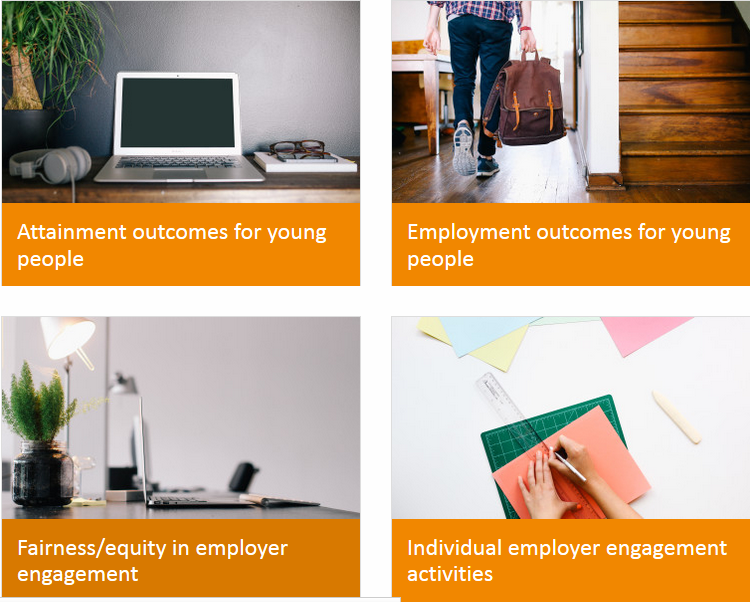 Attainment outcomes for young
people
Employment outcomes for young
people
Fairness/equity in employer
engagement
Individual employer engagement
activities